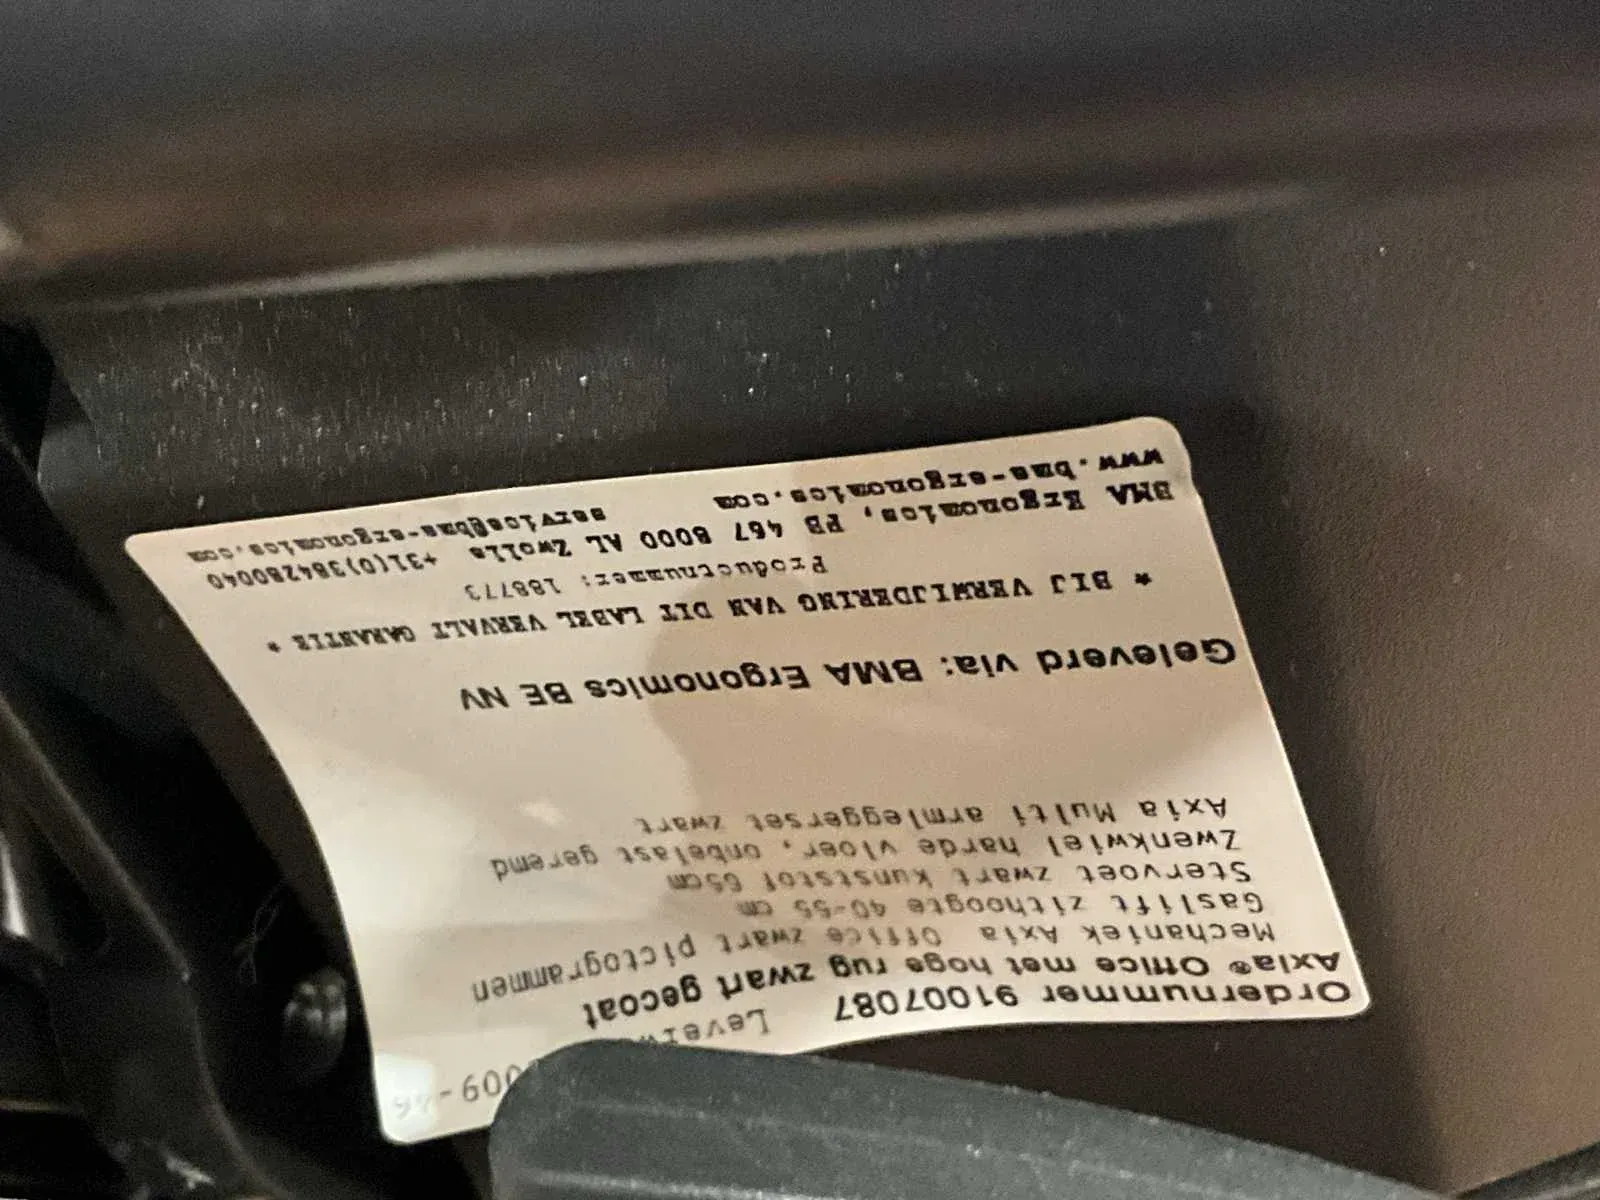 Ordernummer 91007087
Axia® Office met hoge rug zwart gecoat
Mechaniek Axia Office zwart pictogrammen
Gaslift zithoogte 40-55 cm
Stervoet zwart kunststof 65cm
Zwenkwiel harde vloer, onbelast geremd
Axia Multi armleggerset zwart
Geleverd via: BMA Ergonomics BE NV
* BIJ VERWIJDERING VAN DIT LABEL VERVALT GARANTIE *
Productnummer: 188773
BMA Ergonomics, PB 467 8000 AL Zwolle +31(0)384280040
www.bma-ergonomics.com service@bma-ergonomics.com